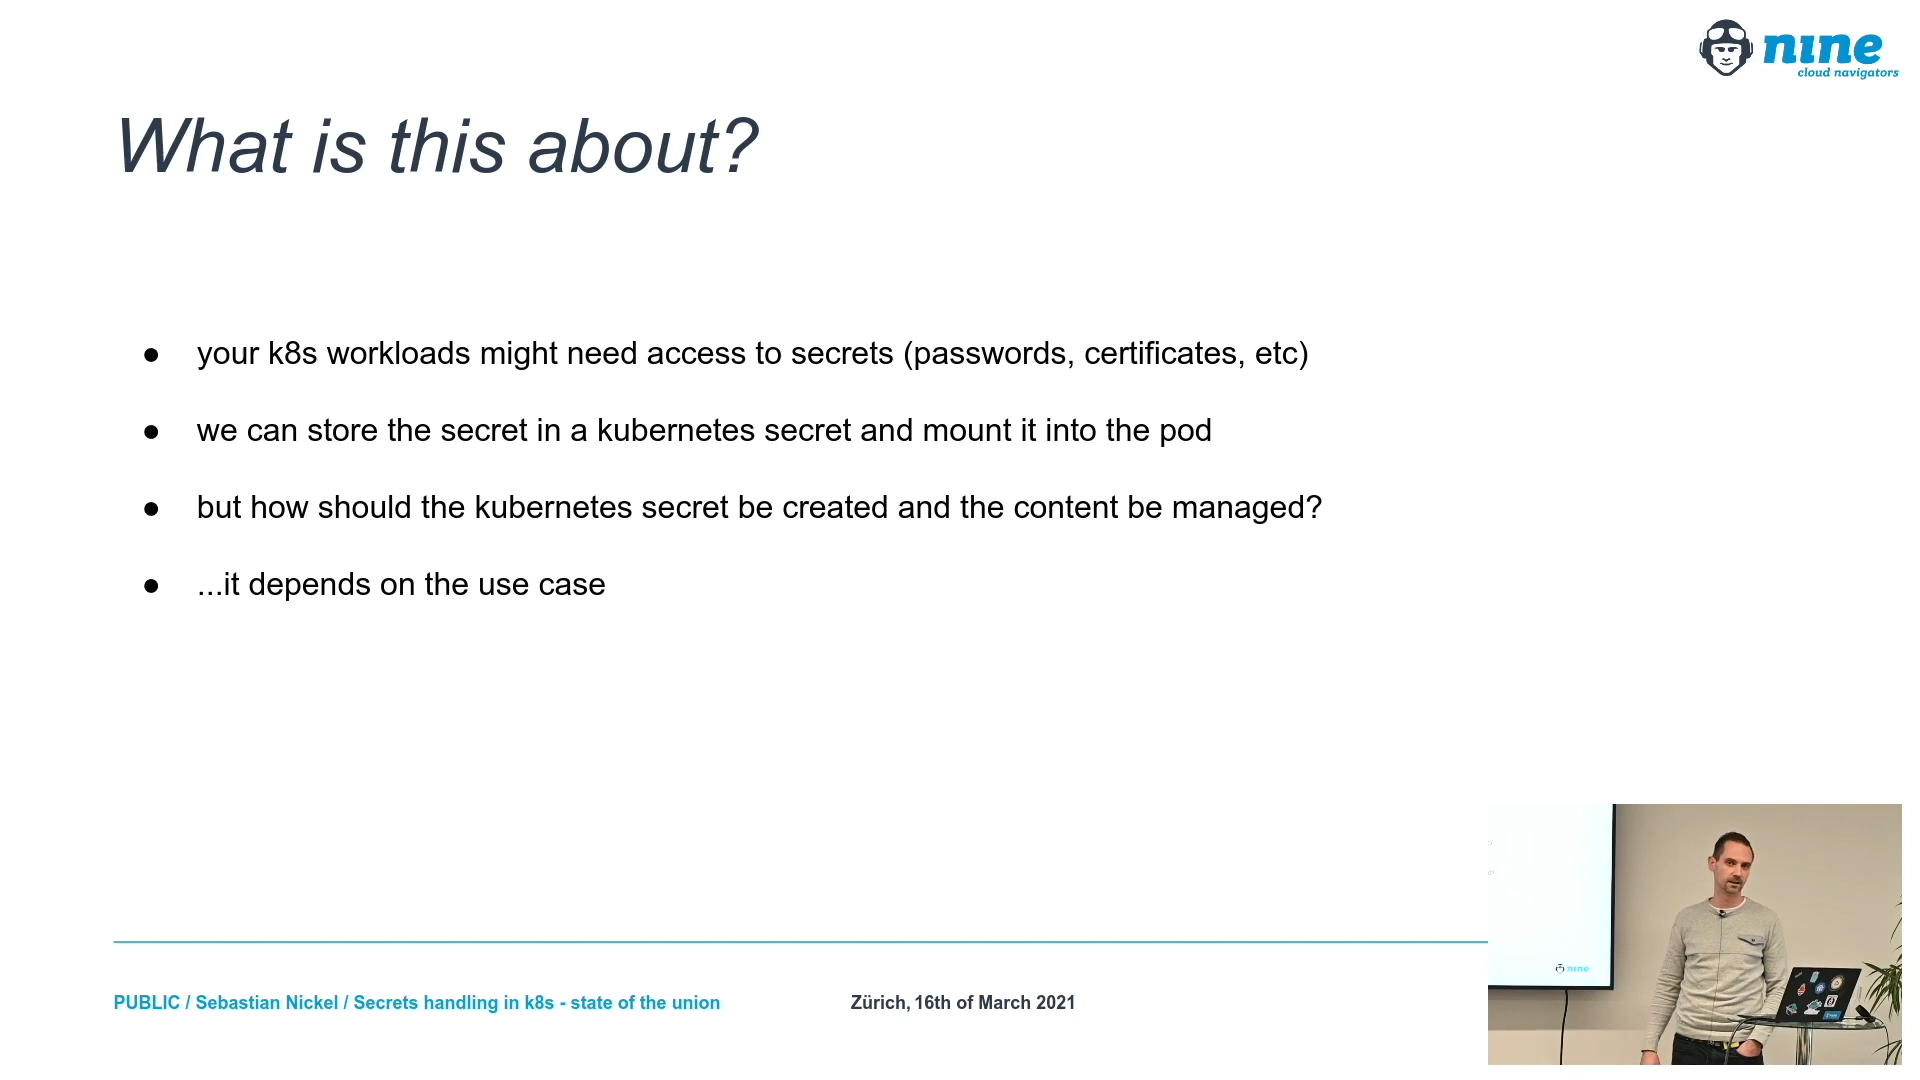 nine
cloud navigators
What is this about?
● your k8s workloads might need access to secrets (passwords, certificates, etc)
● we can store the secret in a kubernetes secret and mount it into the pod
● but how should the kubernetes secret be created and the content be managed?
● ...it depends on the use case
PUBLIC / Sebastian Nickel / Secrets handling in k8s - state of the union
Zürich, 16th of March 2021
nine